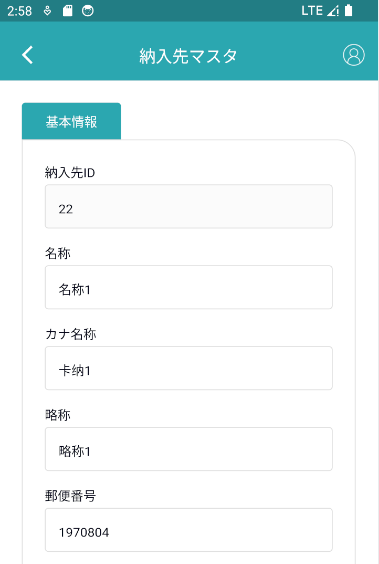 2:58
LTE
納入先マスタ
基本情報
納入先ID
22
名称
名称1
カナ名称
卡纳1
略称
略称1
郵便番号
1970804